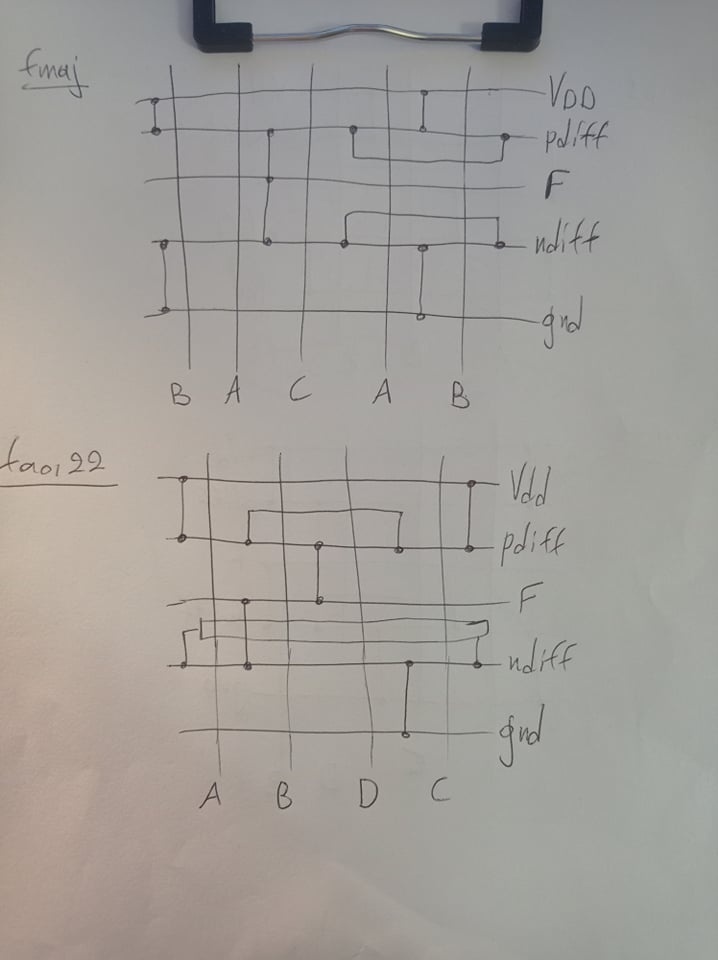 fmaj
VDD
pdiff
F
ndiff
gnd
B A C A B
faoi22
Vdd
pdiff
F
ndiff
gnd
A B D C